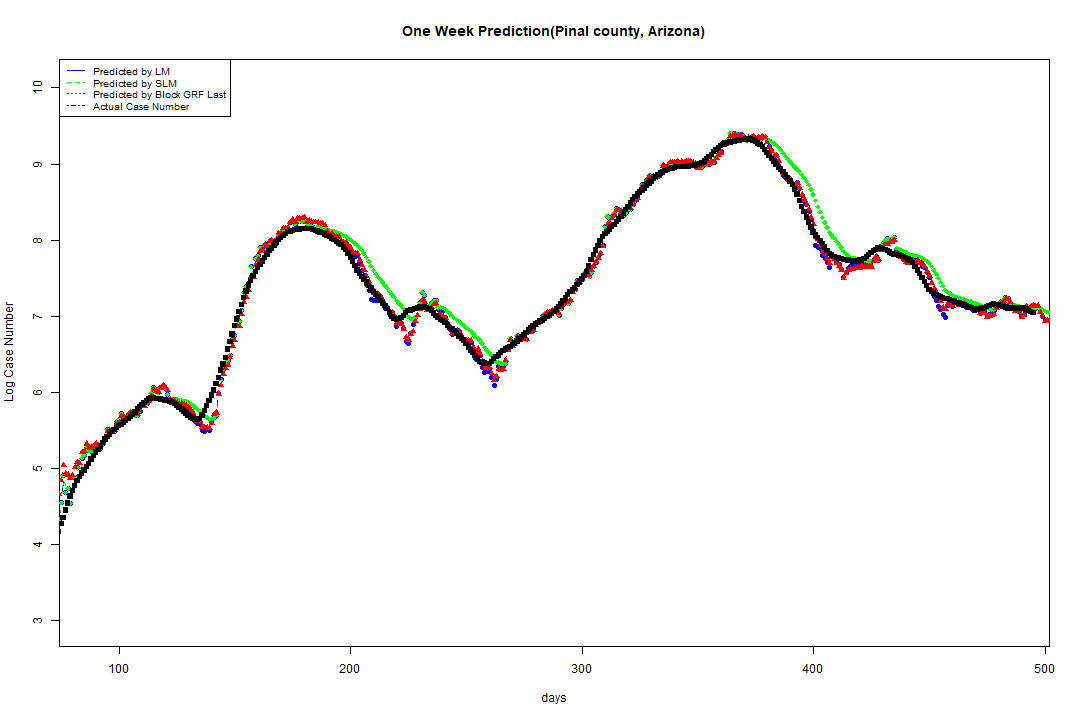 One Week Prediction(Pinal county, Arizona)
Predicted by LM
Predicted by SLM
Predicted by Block GRF Last
Actual Case Number
10
9
8
7
6
5
4
3
Log Case Number
100
200
300
400
500
days